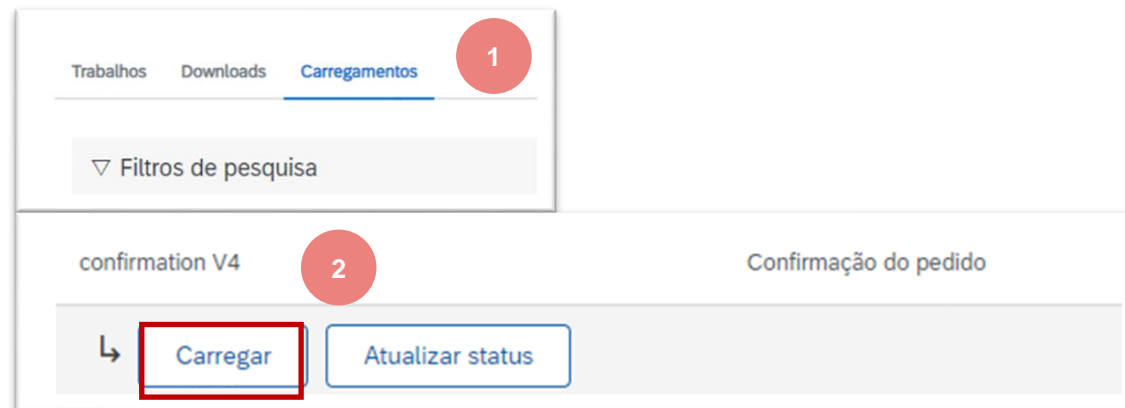 Trabalhos Downloads Carregamentos 1
▽ Filtros de pesquisa
confirmation V4 2 Confirmação do pedido
↳ Carregar Atualizar status